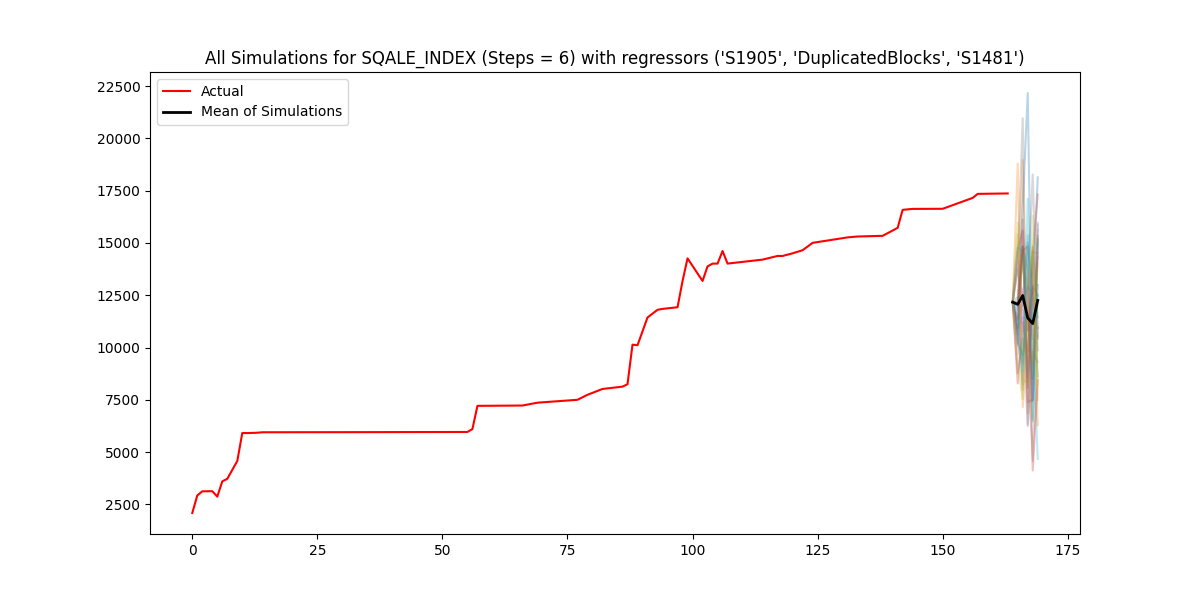 All Simulations for SQALE_INDEX (Steps = 6) with regressors ('S1905', 'DuplicatedBlocks', 'S1481')
Actual
Mean of Simulations
22500
20000
17500
15000
12500
10000
7500
5000
2500
0 25 50 75 100 125 150 175